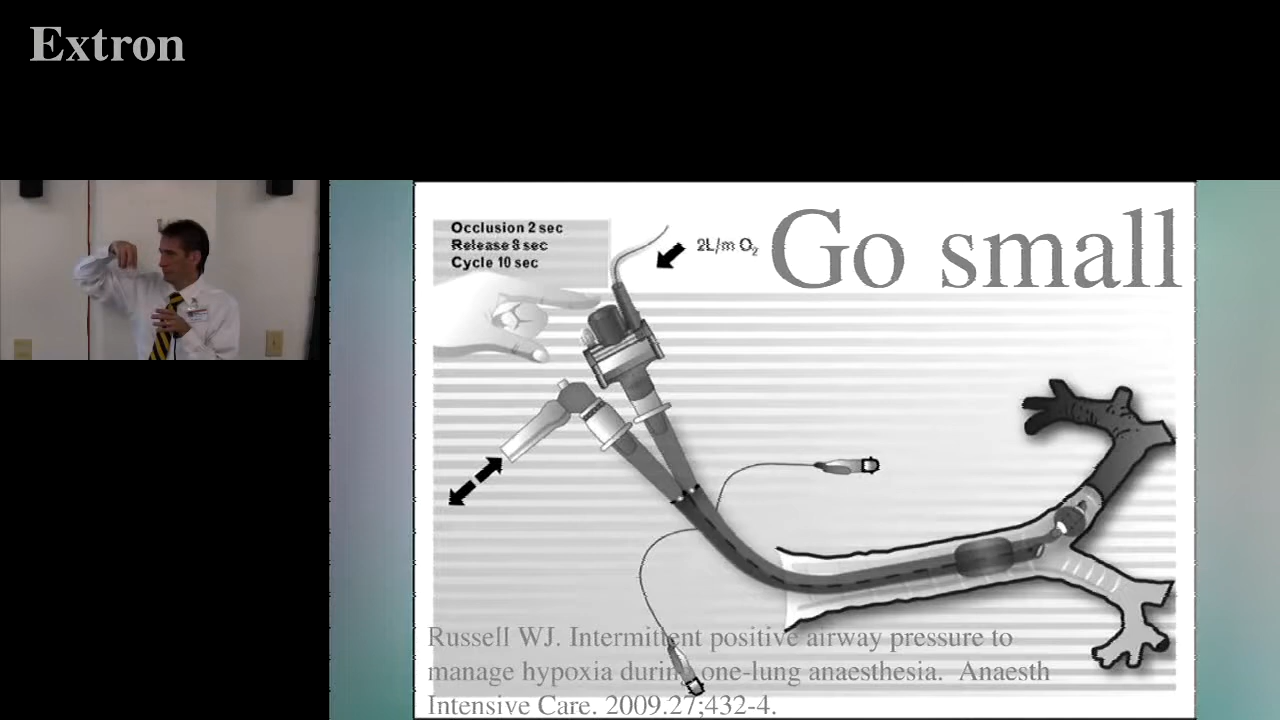 Extron
Go small
Occlusion 2 sec
Release 8 sec
Cycle 10 sec
2L/m O₂
Russell WJ. Intermittent positive airway pressure to
manage hypoxia during one-lung anaesthesia. Anaesth
Intensive Care. 2009.27;432-4.